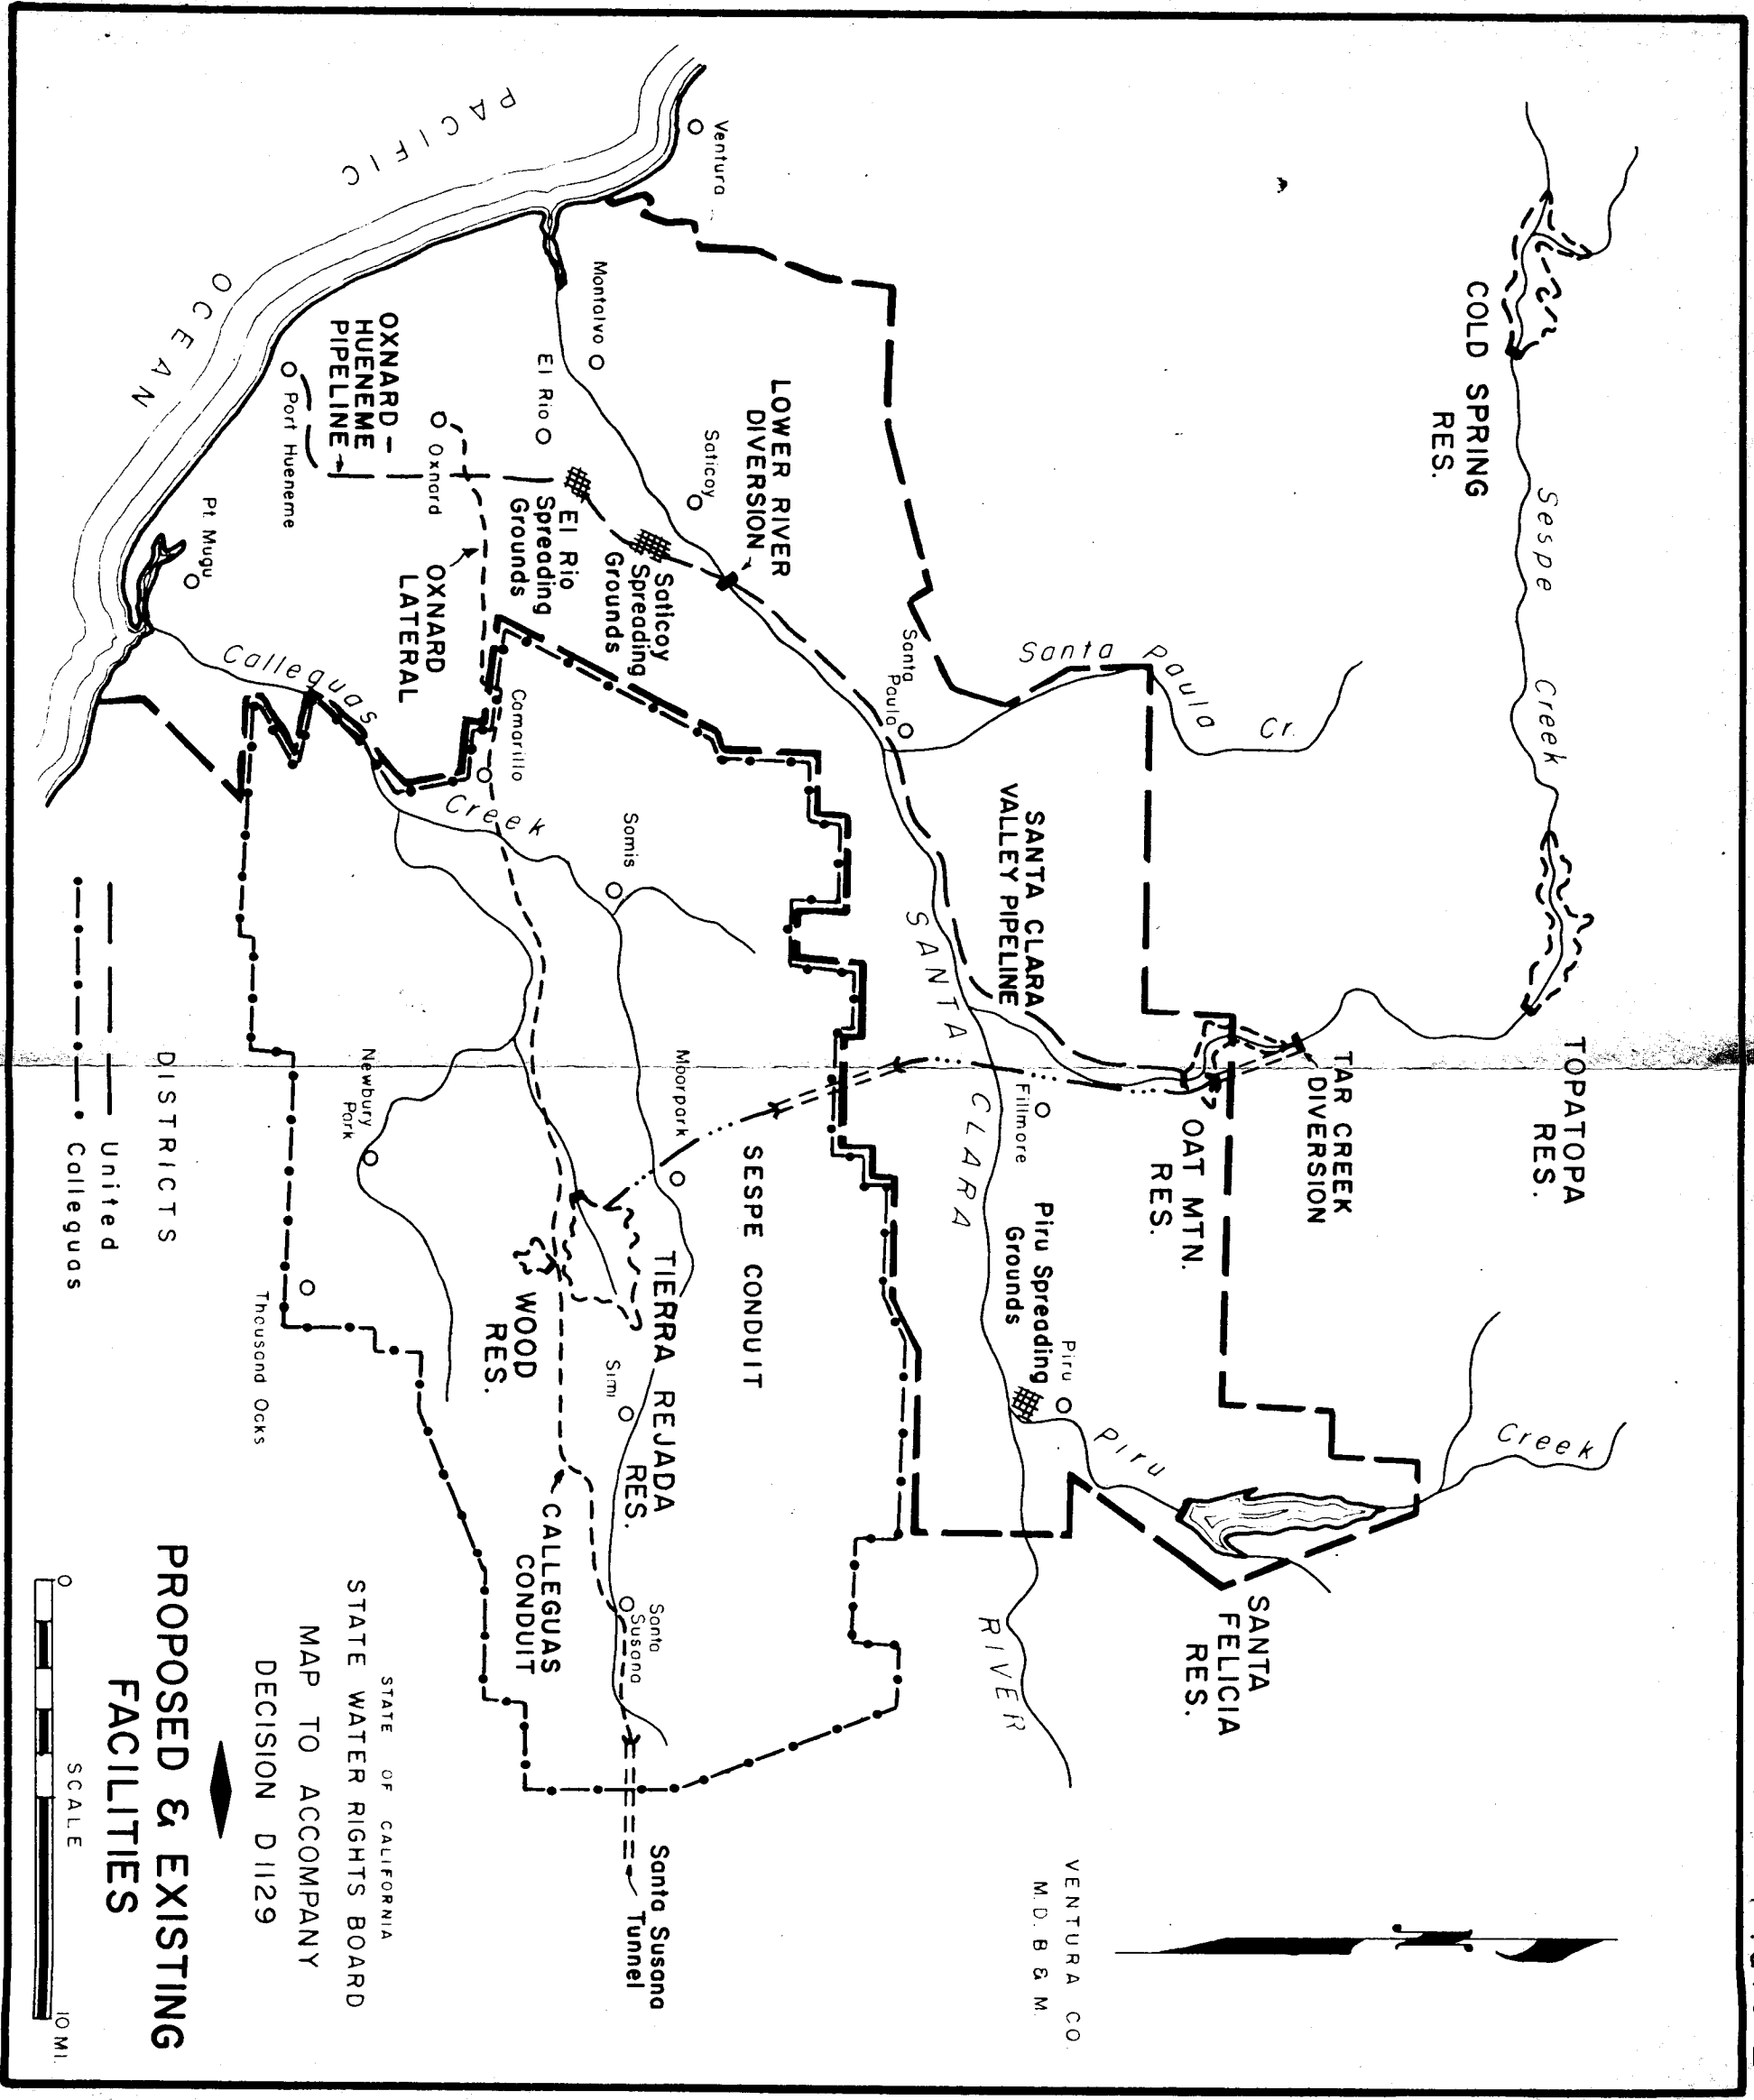 COLD SPRING
RES.
Sespe Creek
TOPATOPA
RES.
TAR CREEK
DIVERSION
OAT MTN.
RES.
Santa Paula Cr.
Santa
Paula
SANTA CLARA
VALLEY PIPELINE
SANTA CLARA RIVER
Fillmore
Piru Spreading
Grounds
Piru
Piru Creek
SANTA
FELICIA
RES.
VENTURA CO.
M. D. B & M.
Ventura
PACIFIC OCEAN
Montalvo
El Rio
Saticoy
LOWER RIVER
DIVERSION
Saticoy
Spreading
Grounds
El Rio
Spreading
Grounds
OXNARD-
HUENEME
PIPELINE
Oxnard
Port Hueneme
OXNARD
LATERAL
Pt. Mugu
Calleguas Creek
Camarillo
Somis
Moorpark
SESPE CONDUIT
TIERRA REJADA
RES.
WOOD
RES.
Simi
Newbury
Park
Thousand Ocks
CALLEGUAS
CONDUIT
Santa
Susana
Santa Susana
Tunnel
DISTRICTS
United
Calleguas
STATE OF CALIFORNIA
STATE WATER RIGHTS BOARD
MAP TO ACCOMPANY
DECISION D 1129
PROPOSED & EXISTING
FACILITIES
0
SCALE
10 MI.